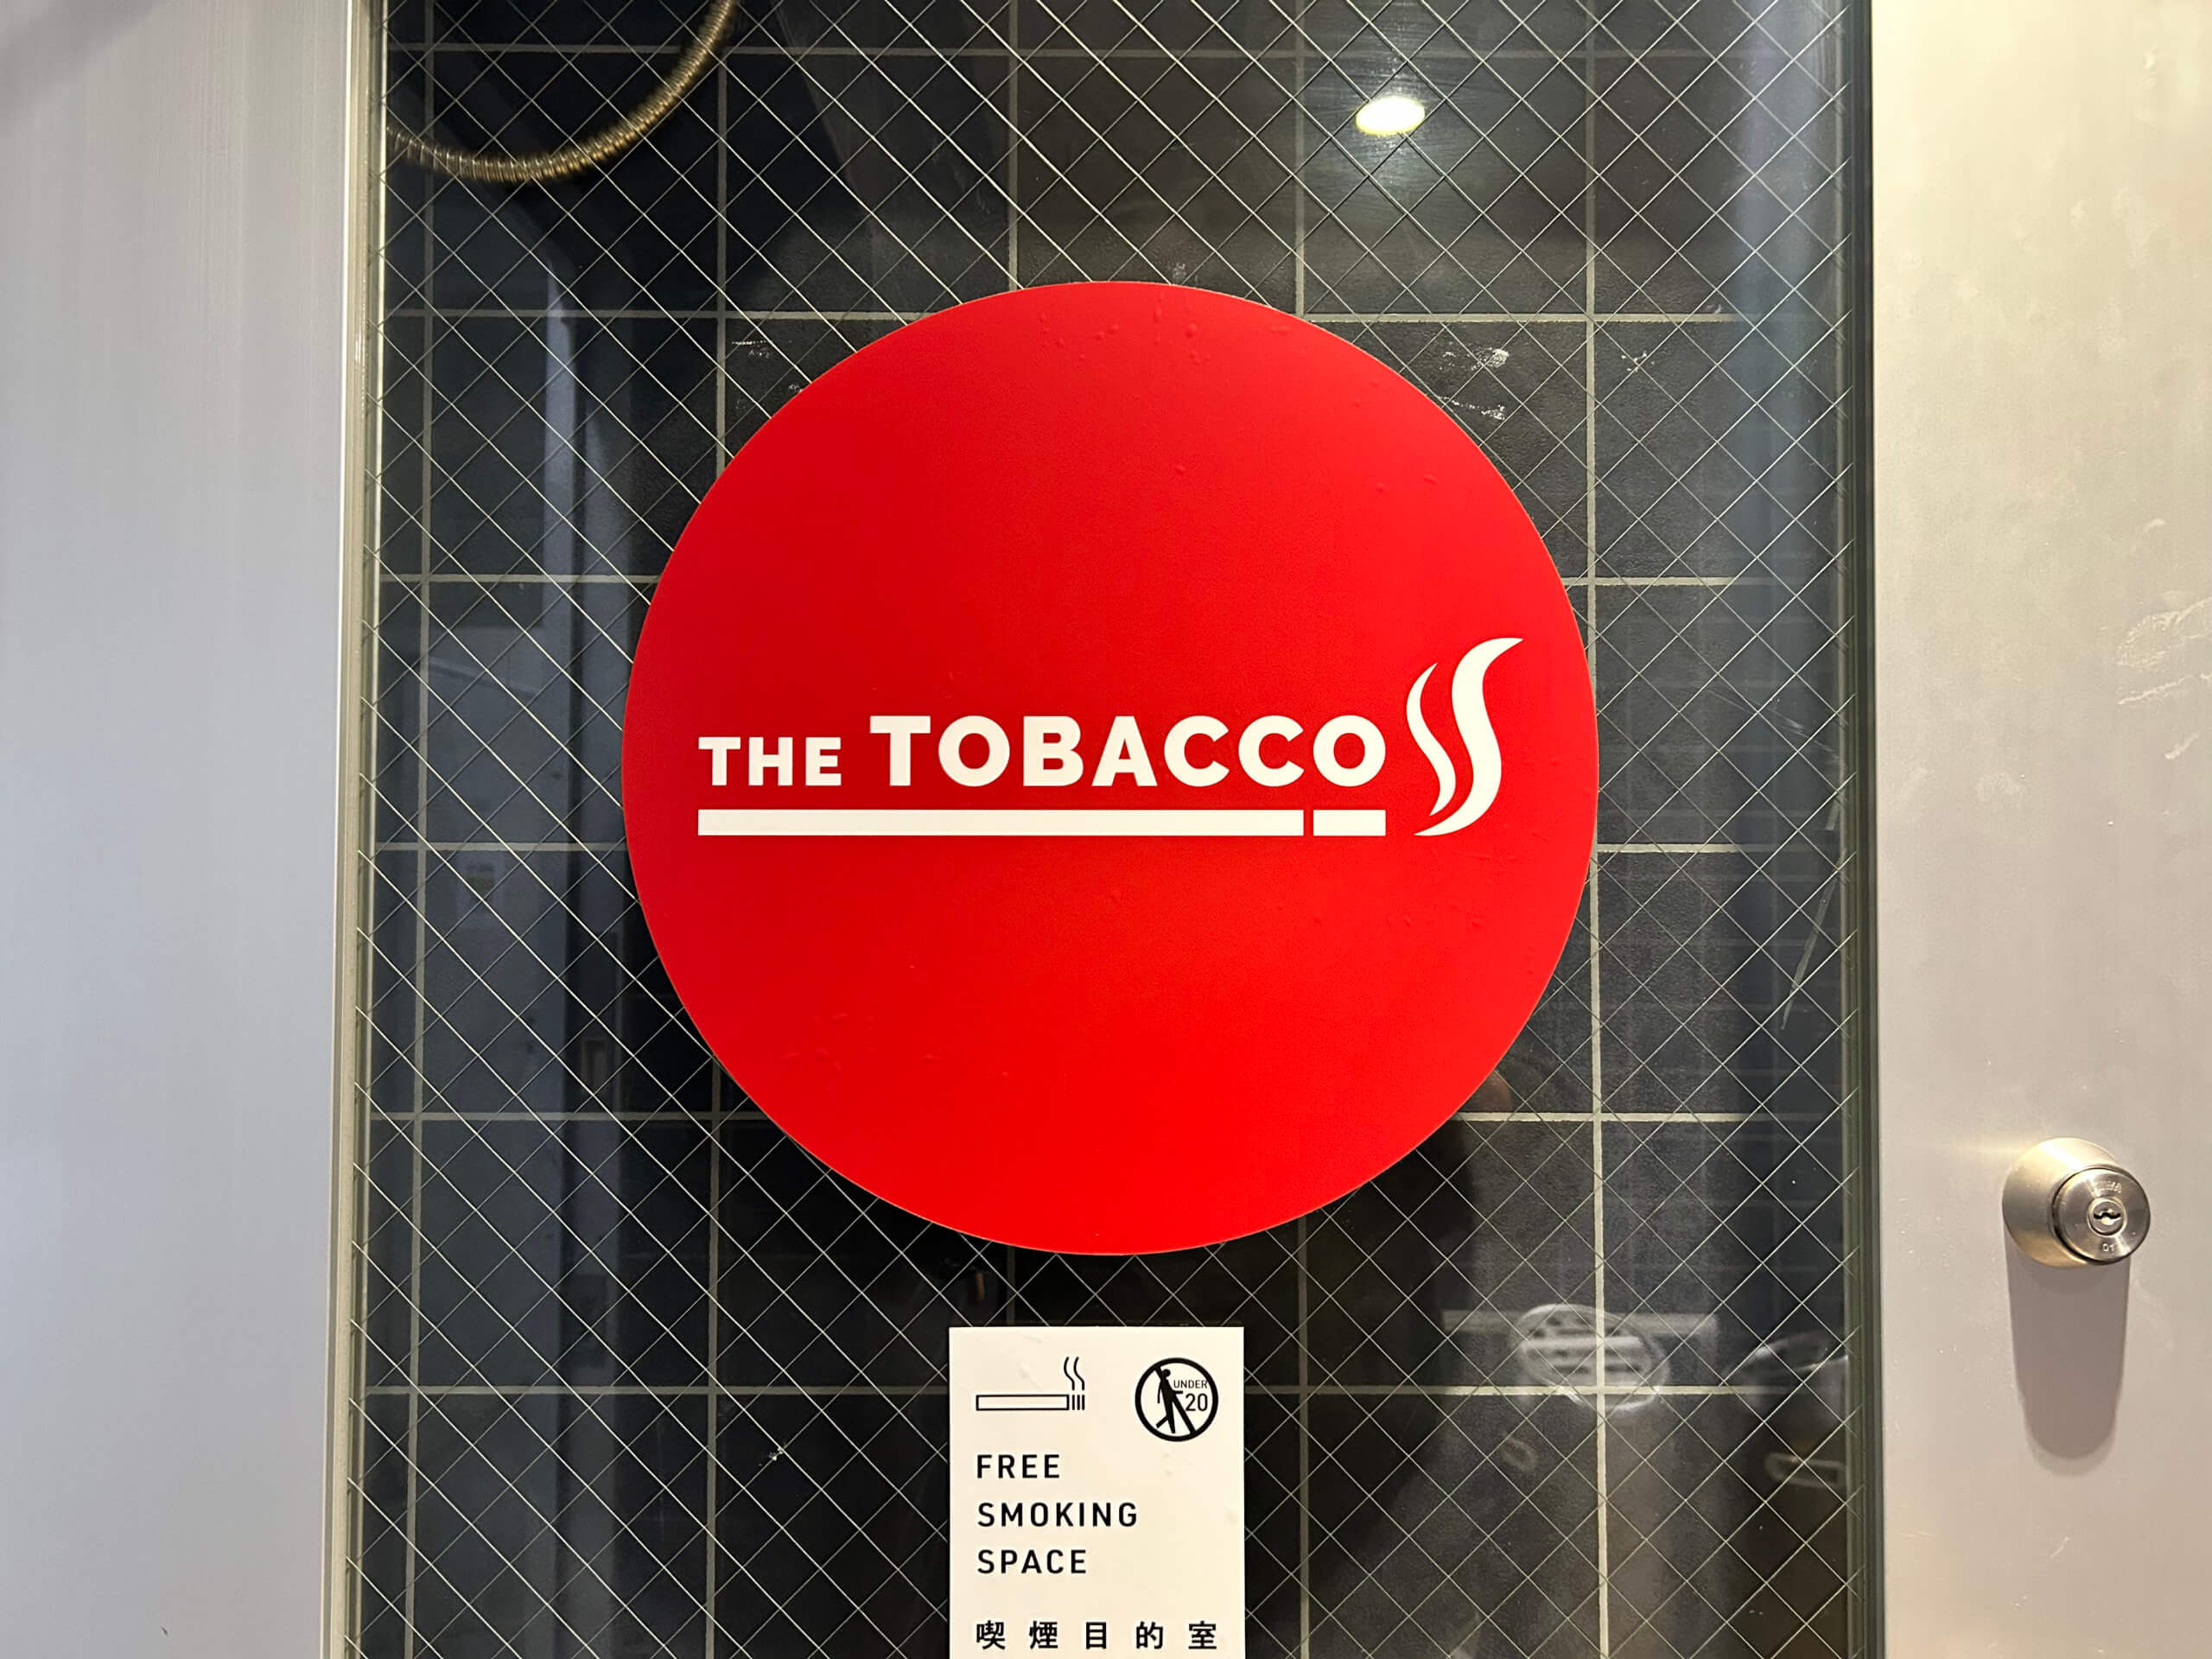 THE TOBACCO
UNDER
20
FREE
SMOKING
SPACE
喫煙目的室